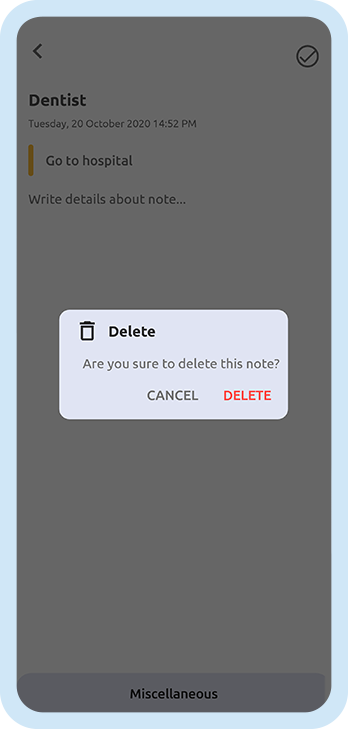 Dentist
Tuesday, 20 October 2020 14:52 PM
Go to hospital
Write details about note...
Delete
Are you sure to delete this note?
CANCEL DELETE
Miscellaneous